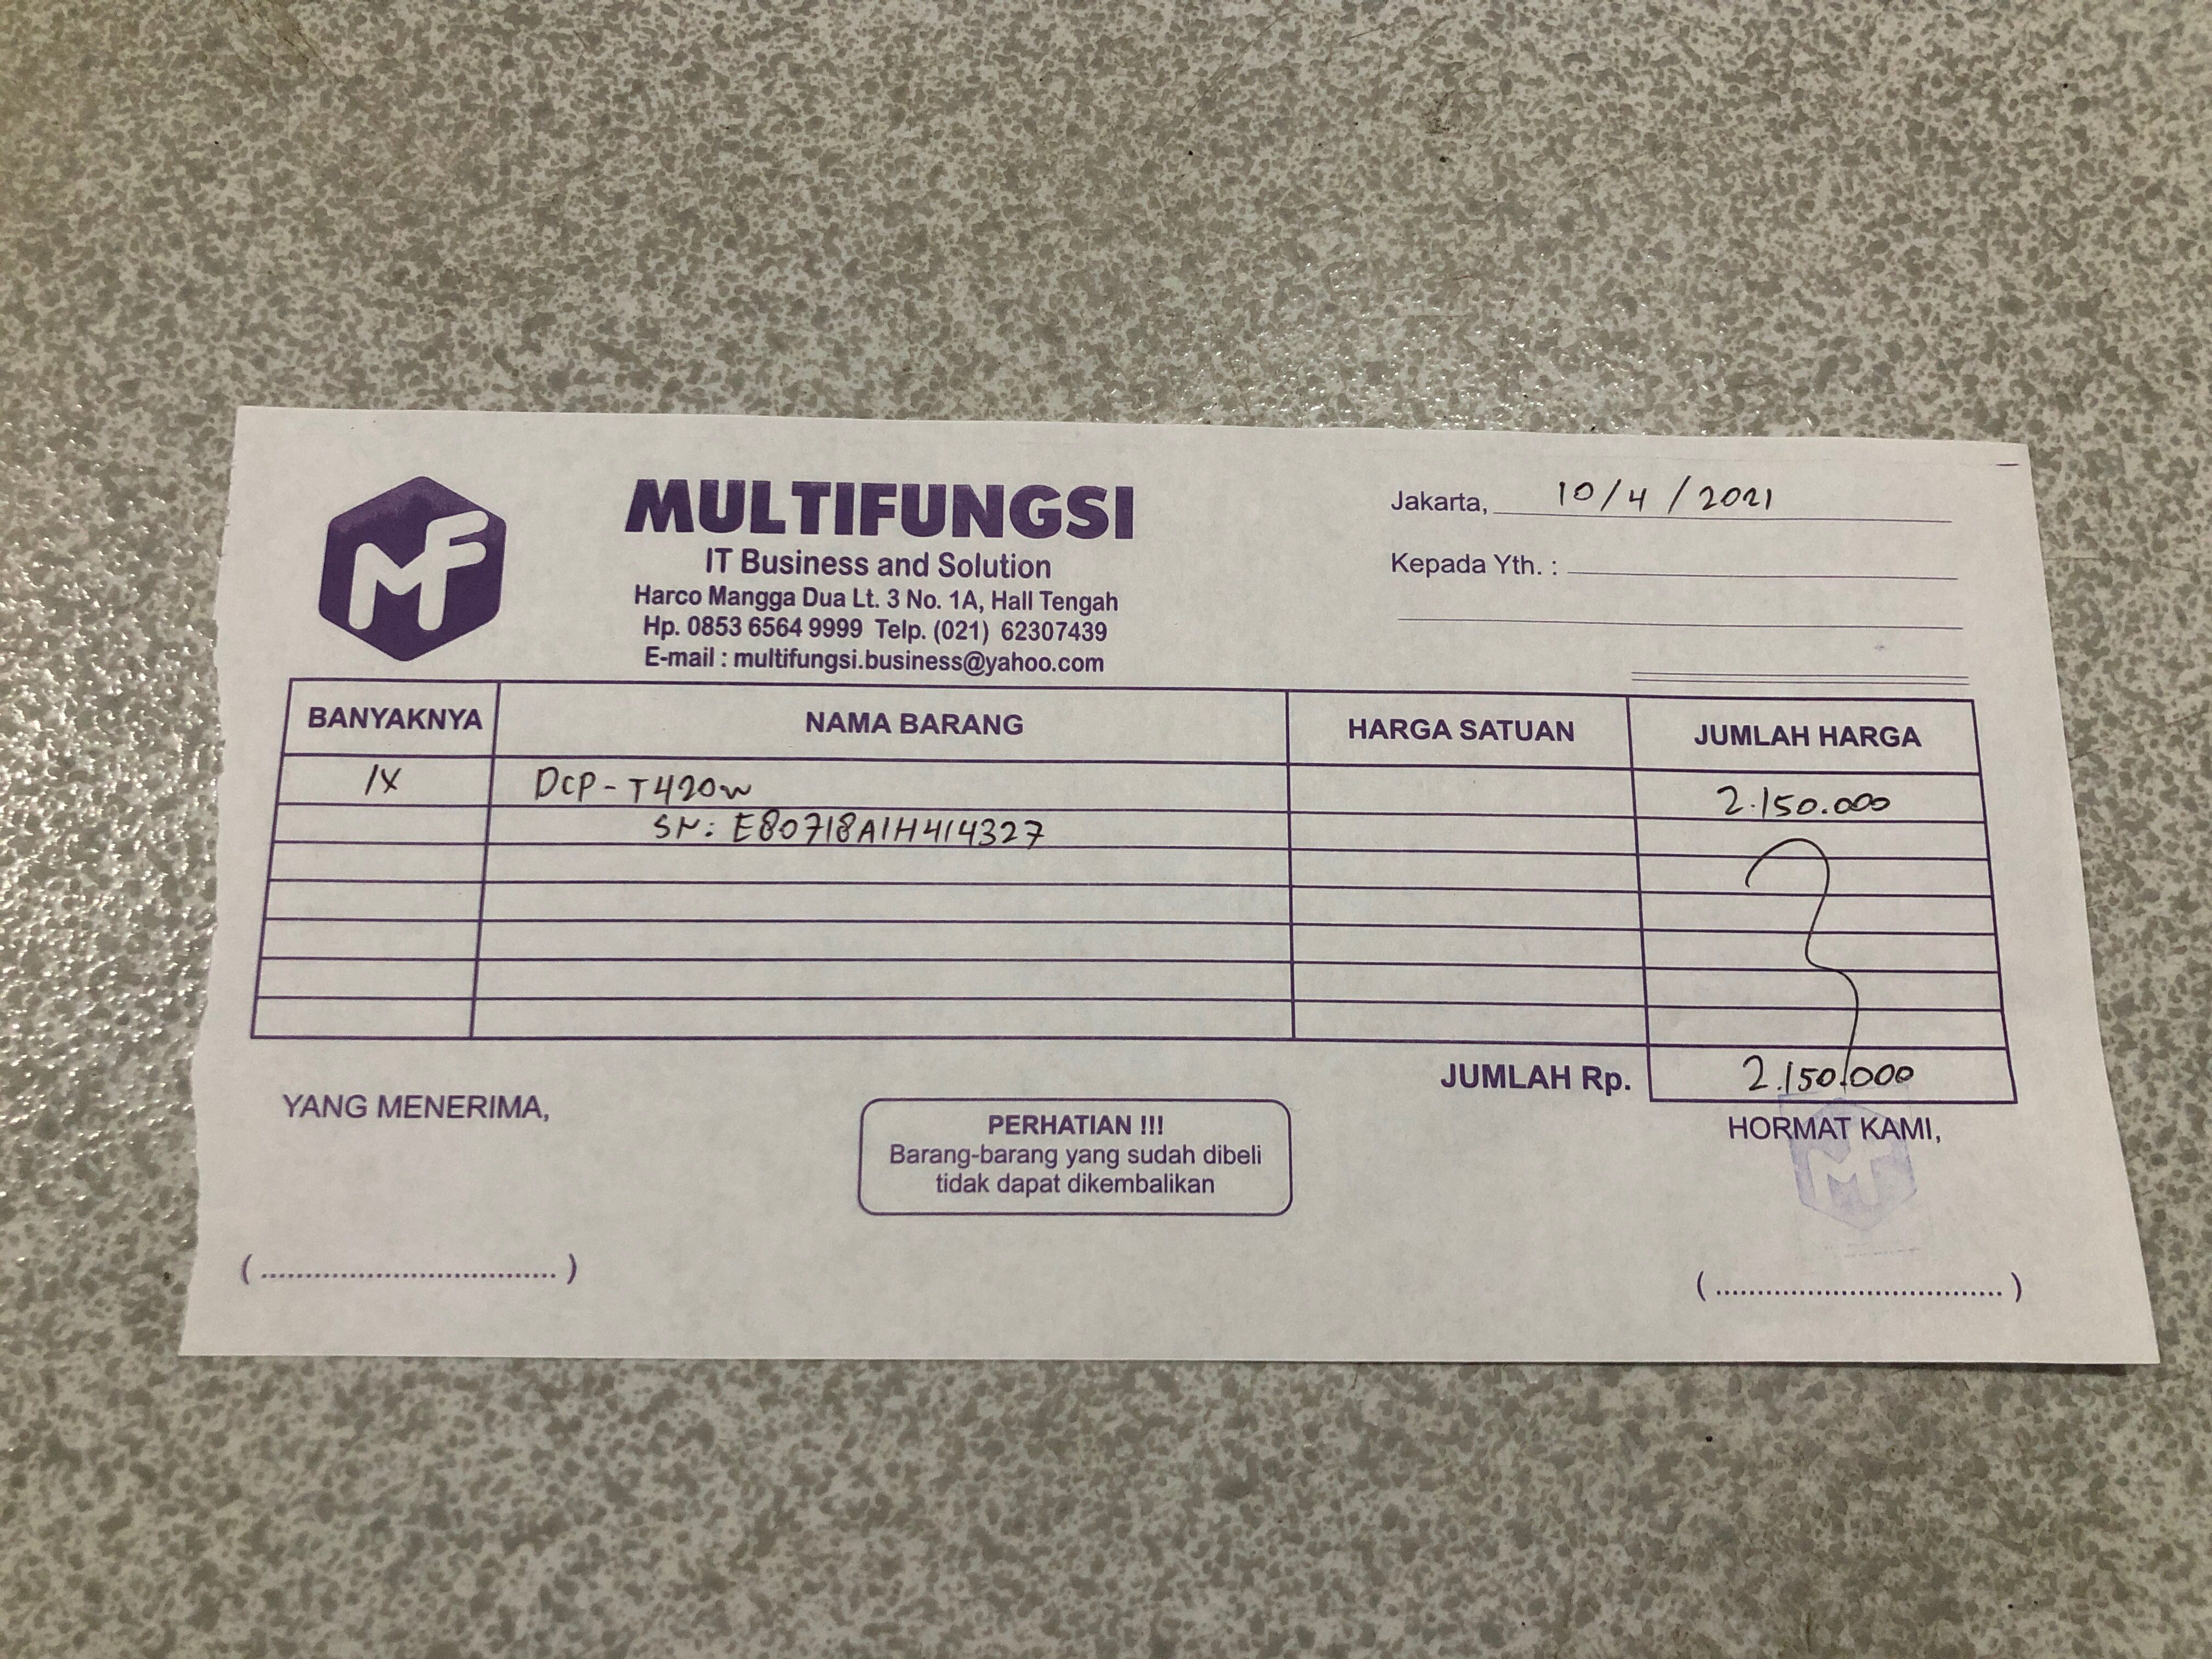 MF
MULTIFUNGSI
IT Business and Solution
Harco Mangga Dua Lt. 3 No. 1A, Hall Tengah
Hp. 0853 6564 9999 Telp. (021) 62307439
E-mail : multifungsi.business@yahoo.com
Jakarta, 10/4/2021
Kepada Yth. :
BANYAKNYA NAMA BARANG HARGA SATUAN JUMLAH HARGA
1X DCP-T420W 2.150.000
SN: E80718A1H414327
JUMLAH Rp. 2.150.000
YANG MENERIMA,
PERHATIAN !!!
Barang-barang yang sudah dibeli
tidak dapat dikembalikan
HORMAT KAMI,
MF
(................................)
(................................)